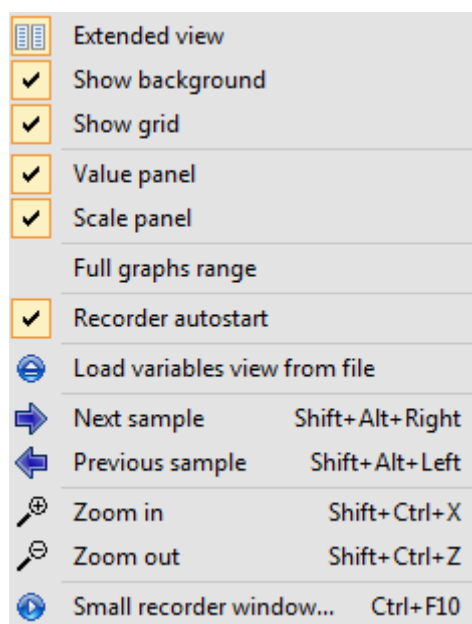 Extended view
Show background
Show grid
Value panel
Scale panel
Full graphs range
Recorder autostart
Load variables view from file
Next sample Shift+Alt+Right
Previous sample Shift+Alt+Left
Zoom in Shift+Ctrl+X
Zoom out Shift+Ctrl+Z
Small recorder window... Ctrl+F10